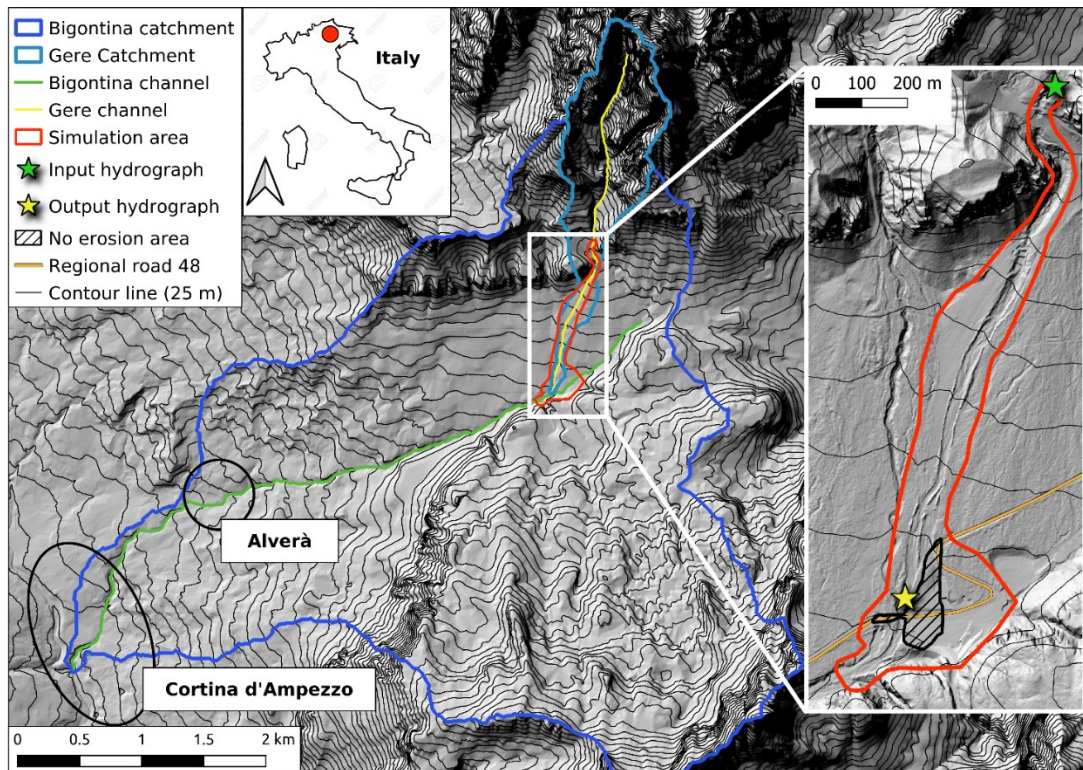 Bigontina catchment
Gere Catchment
Bigontina channel
Gere channel
Simulation area
Input hydrograph
Output hydrograph
No erosion area
Regional road 48
Contour line (25 m)
Italy
0 100 200 m
Alverà
Cortina d'Ampezzo
0 0.5 1 1.5 2 km